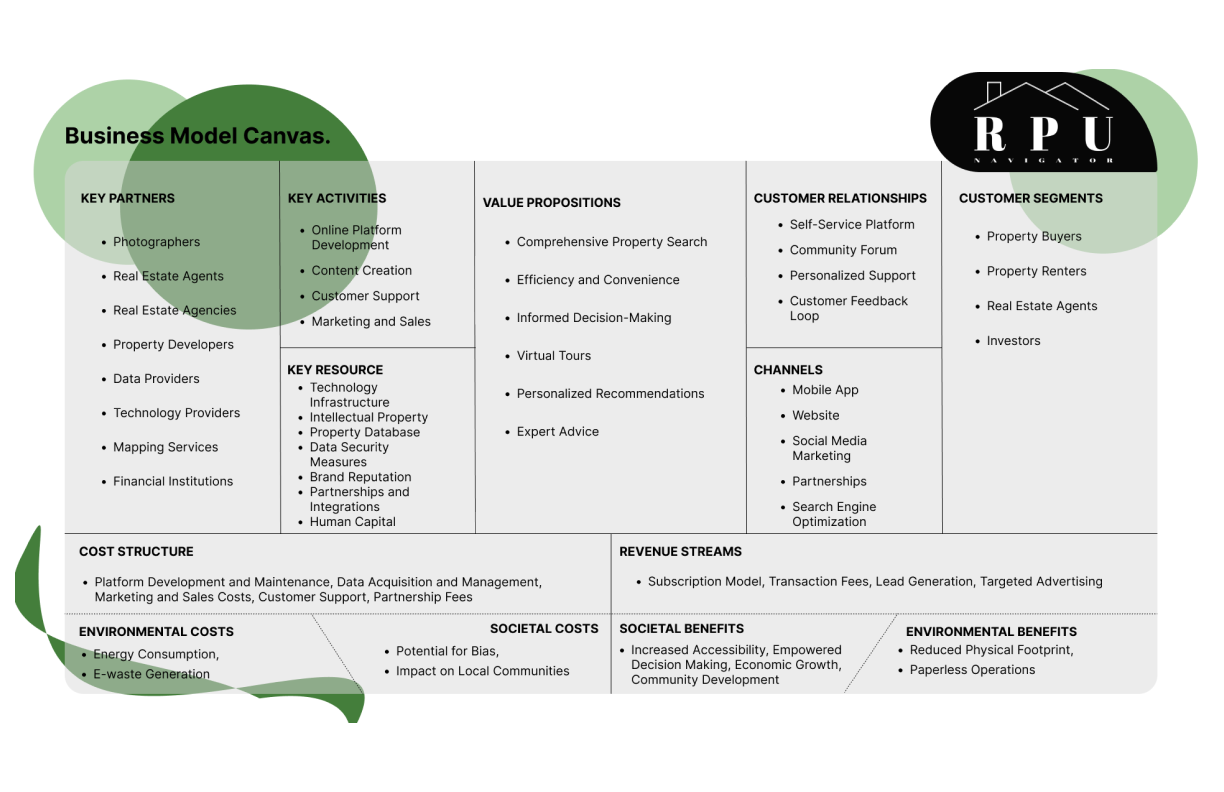 Business Model Canvas.
R P U
NAVIGATOR
KEY PARTNERS
• Photographers
• Real Estate Agents
• Real Estate Agencies
• Property Developers
• Data Providers
• Technology Providers
• Mapping Services
• Financial Institutions
KEY ACTIVITIES
• Online Platform
Development
• Content Creation
• Customer Support
• Marketing and Sales
KEY RESOURCE
• Technology
Infrastructure
• Intellectual Property
• Property Database
• Data Security
Measures
• Brand Reputation
• Partnerships and
Integrations
• Human Capital
VALUE PROPOSITIONS
• Comprehensive Property Search
• Efficiency and Convenience
• Informed Decision-Making
• Virtual Tours
• Personalized Recommendations
• Expert Advice
CUSTOMER RELATIONSHIPS
• Self-Service Platform
• Community Forum
• Personalized Support
• Customer Feedback
Loop
CHANNELS
• Mobile App
• Website
• Social Media
Marketing
• Partnerships
• Search Engine
Optimization
CUSTOMER SEGMENTS
• Property Buyers
• Property Renters
• Real Estate Agents
• Investors
COST STRUCTURE
• Platform Development and Maintenance, Data Acquisition and Management,
Marketing and Sales Costs, Customer Support, Partnership Fees
REVENUE STREAMS
• Subscription Model, Transaction Fees, Lead Generation, Targeted Advertising
ENVIRONMENTAL COSTS
• Energy Consumption,
• E-waste Generation
SOCIETAL COSTS
• Potential for Bias,
• Impact on Local Communities
SOCIETAL BENEFITS
• Increased Accessibility, Empowered
Decision Making, Economic Growth,
Community Development
ENVIRONMENTAL BENEFITS
• Reduced Physical Footprint,
• Paperless Operations